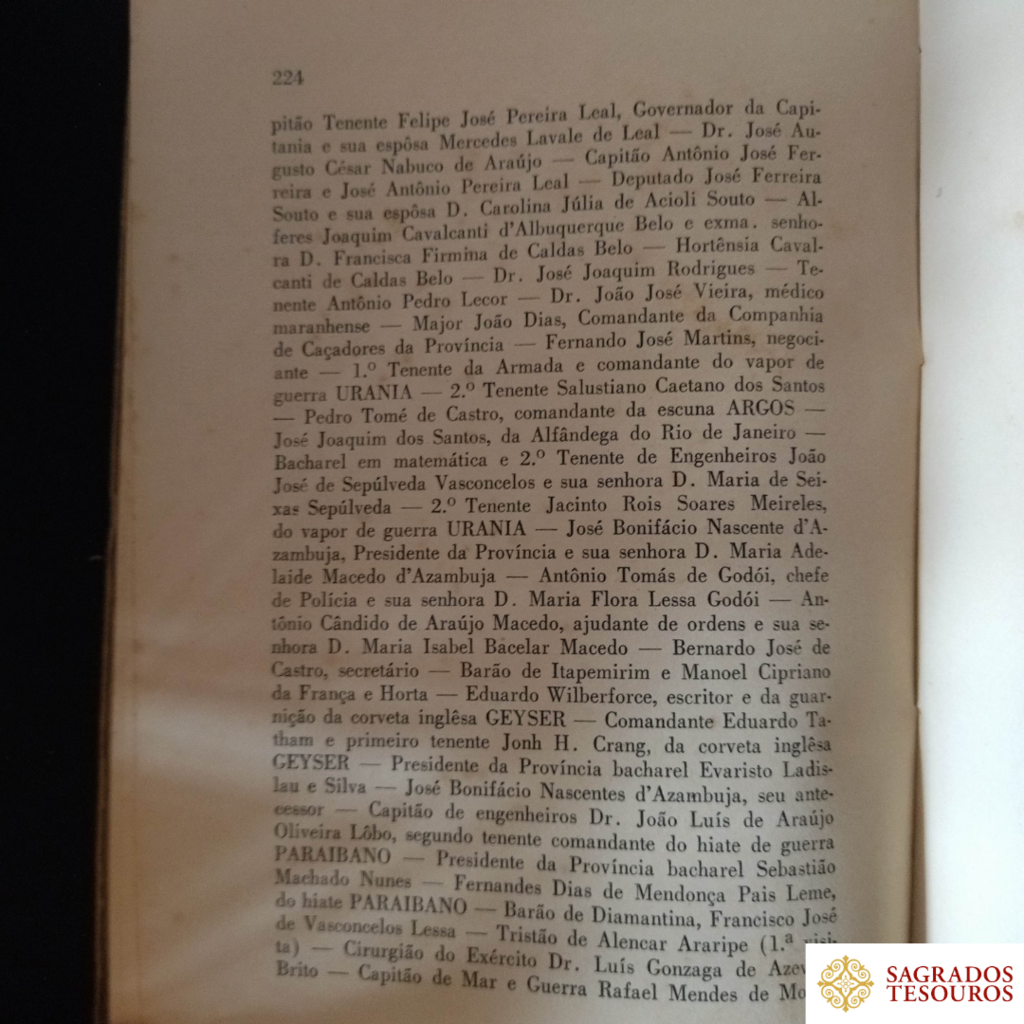 224
pitão Tenente Felipe José Pereira Leal, Governador da Capi-
tania e sua espôsa Mercedes Lavale de Leal — Dr. José Au-
gusto César Nabuco de Araújo — Capitão Antônio José Fer-
reira e José Antônio Pereira Leal — Deputado José Ferreira
Souto e sua espôsa D. Carolina Júlia de Acioli Souto — Al-
feres Joaquim Cavalcanti d'Albuquerque Belo e exma. senho-
ra D. Francisca Firmina de Caldas Belo — Hortênsia Caval-
canti de Caldas Belo — Dr. José Joaquim Rodrigues — Te-
nente Antônio Pedro Lecor — Dr. João José Vieira, médico
maranhense — Major João Dias, Comandante da Companhia
de Caçadores da Província — Fernando José Martins, negoci-
ante — 1.º Tenente da Armada e comandante do vapor de
guerra URANIA — 2.º Tenente Salustiano Caetano dos Santos
— Pedro Tomé de Castro, comandante da escuna ARGOS —
José Joaquim dos Santos, da Alfândega do Rio de Janeiro —
Bacharel em matemática e 2.º Tenente de Engenheiros João
José de Sepúlveda Vasconcelos e sua senhora D. Maria de Sei-
xas Sepúlveda — 2.º Tenente Jacinto Rois Soares Meireles,
do vapor de guerra URANIA — José Bonifácio Nascente d'A-
zambuja, Presidente da Província e sua senhora D. Maria Ade-
laide Macedo d'Azambuja — Antônio Tomás de Godói, chefe
de Polícia e sua senhora D. Maria Flora Lessa Godói — An-
tônio Cândido de Araújo Macedo, ajudante de ordens e sua se-
nhora D. Maria Isabel Bacelar Macedo — Bernardo José de
Castro, secretário — Barão de Itapemirim e Manoel Cipriano
da França e Horta — Eduardo Wilberforce, escritor e da guar-
nição da corveta inglêsa GEYSER — Comandante Eduardo Ta-
tham e primeiro tenente Jonh H. Crang, da corveta inglêsa
GEYSER — Presidente da Província bacharel Evaristo Ladis-
lau e Silva — José Bonifácio Nascentes d'Azambuja, seu ante-
cessor — Capitão de engenheiros Dr. João Luís de Araújo
Oliveira Lôbo, segundo tenente comandante do hiate de guerra
PARAIBANO — Presidente da Província bacharel Sebastião
Machado Nunes — Fernandes Dias de Mendonça Pais Leme,
do hiate PARAIBANO — Barão de Diamantina, Francisco José
de Vasconcelos Lessa — Tristão de Alencar Araripe (1.ª visi-
ta) — Cirurgião do Exército Dr. Luís Gonzaga de
Brito — Capitão de Mar e Guerra Rafael Mendes de
SAGRADOS
TESOUROS